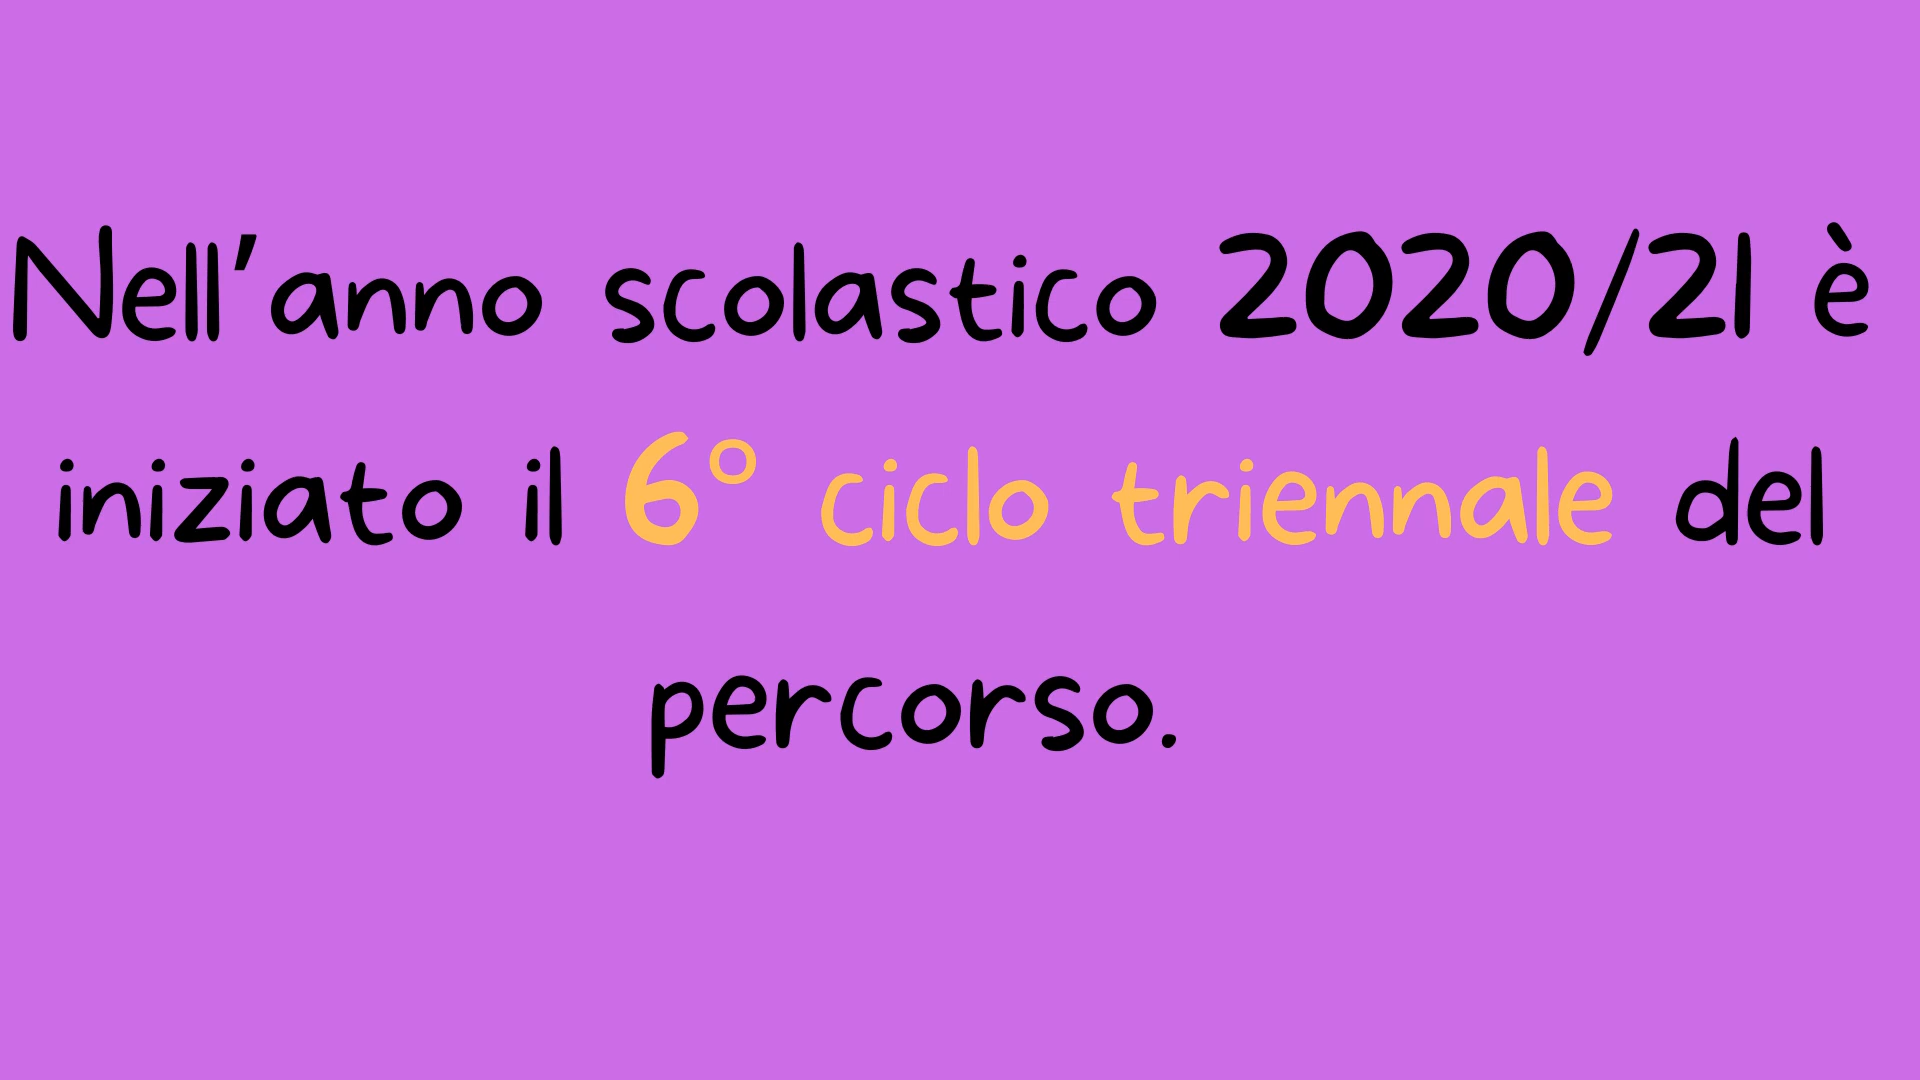 Nell'anno scolastico 2020/21 è
iniziato il 6° ciclo triennale del
percorso.